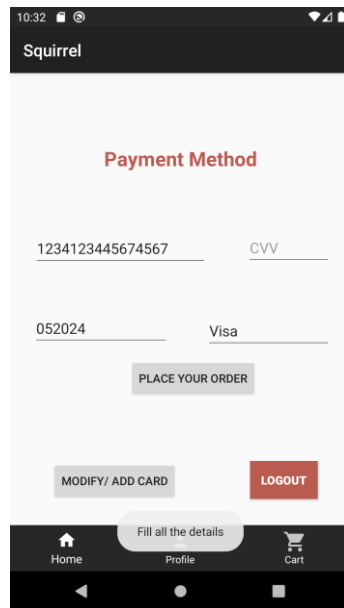 10:32
Squirrel
Payment Method
1234123445674567 CVV
052024 Visa
PLACE YOUR ORDER
MODIFY/ ADD CARD LOGOUT
Fill all the details
Home Profile Cart